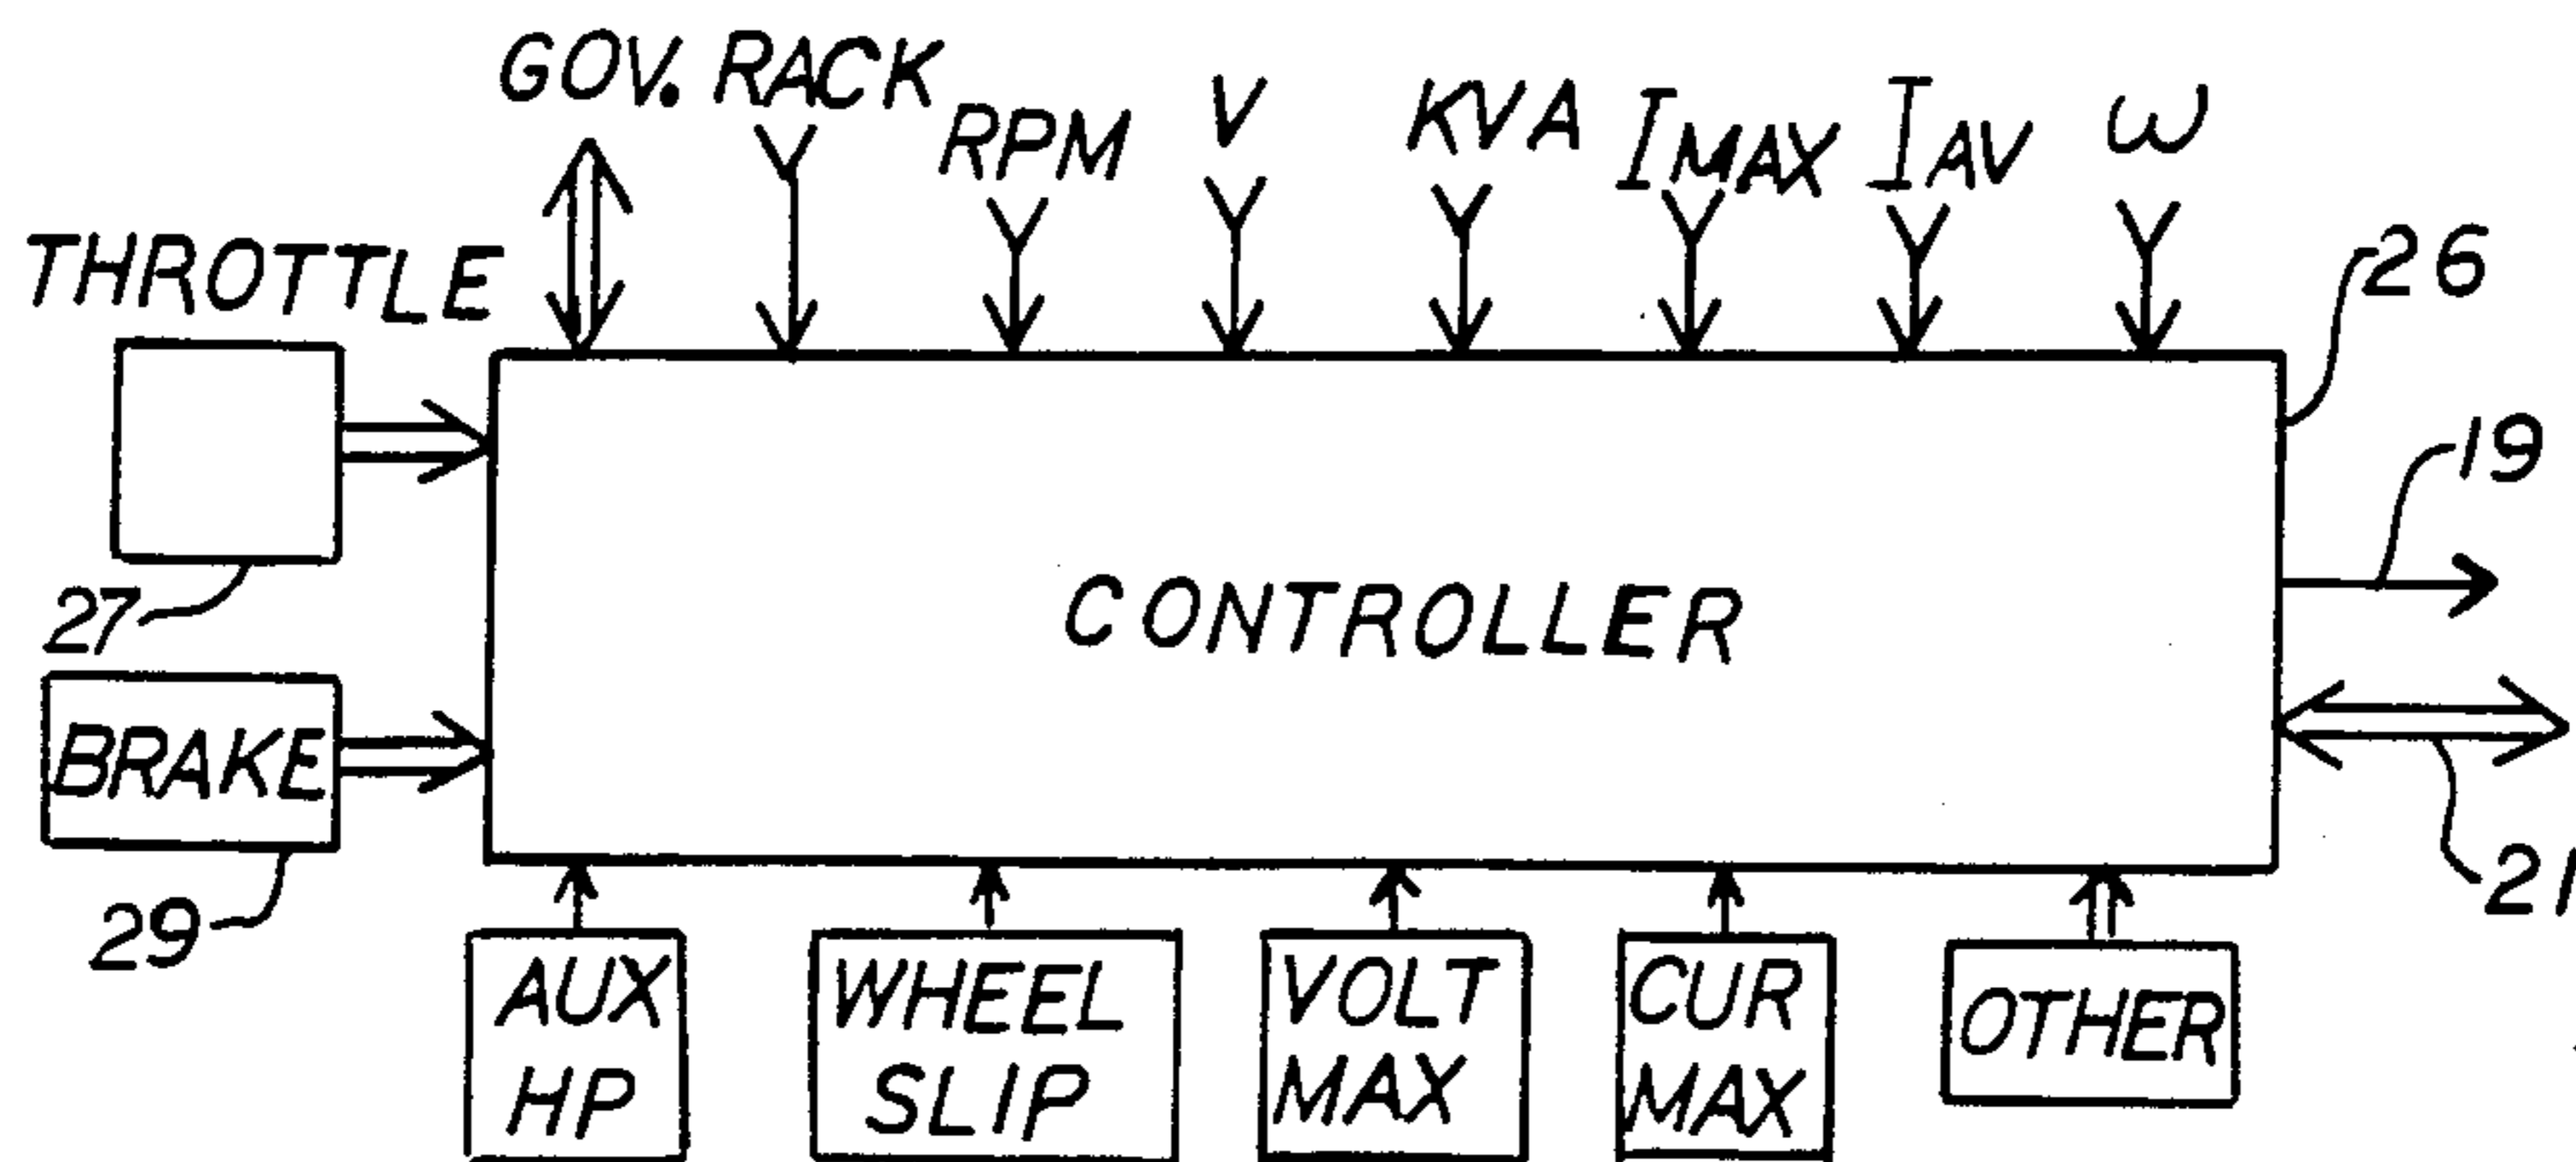 GOV. RACK RPM V KVA IMAX IAV ω
THROTTLE
26
19
CONTROLLER
27
BRAKE
21
29
AUX HP
WHEEL SLIP
VOLT MAX
CUR MAX
OTHER